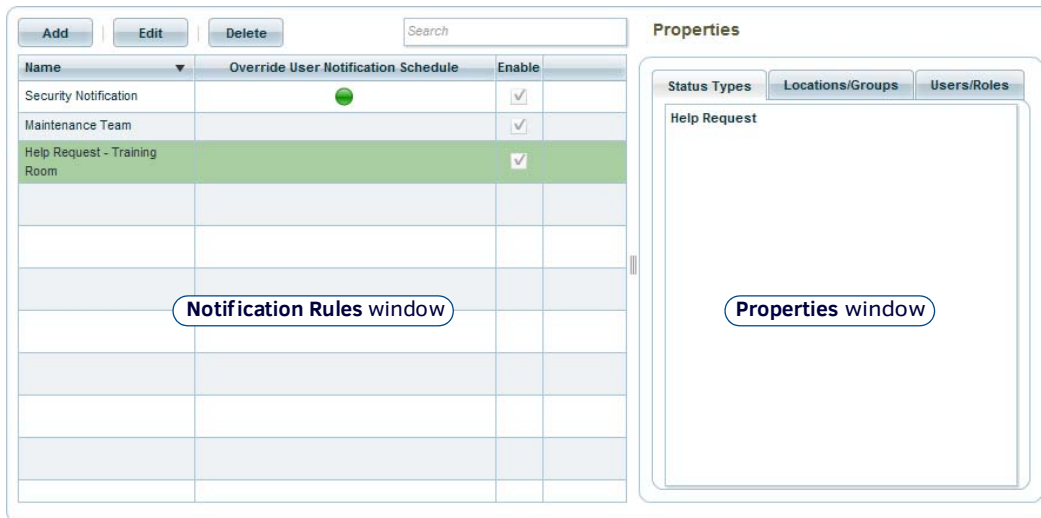 Add
Edit
Delete
Search
Properties
Name
Override User Notification Schedule
Enable
Security Notification
Maintenance Team
Help Request - Training
Room
Status Types
Locations/Groups
Users/Roles
Help Request
Notification Rules window
Properties window